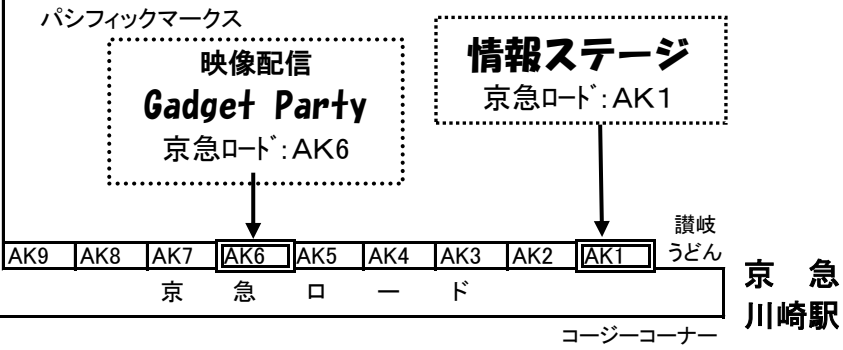 パシフィックマークス
映像配信
Gadget Party
京急ﾛｰﾄﾞ:AK6
情報ステージ
京急ﾛｰﾄﾞ:AK1
讃岐
うどん
AK9 AK8 AK7 AK6 AK5 AK4 AK3 AK2 AK1
京急ロード
京急
川崎駅
コージーコーナー